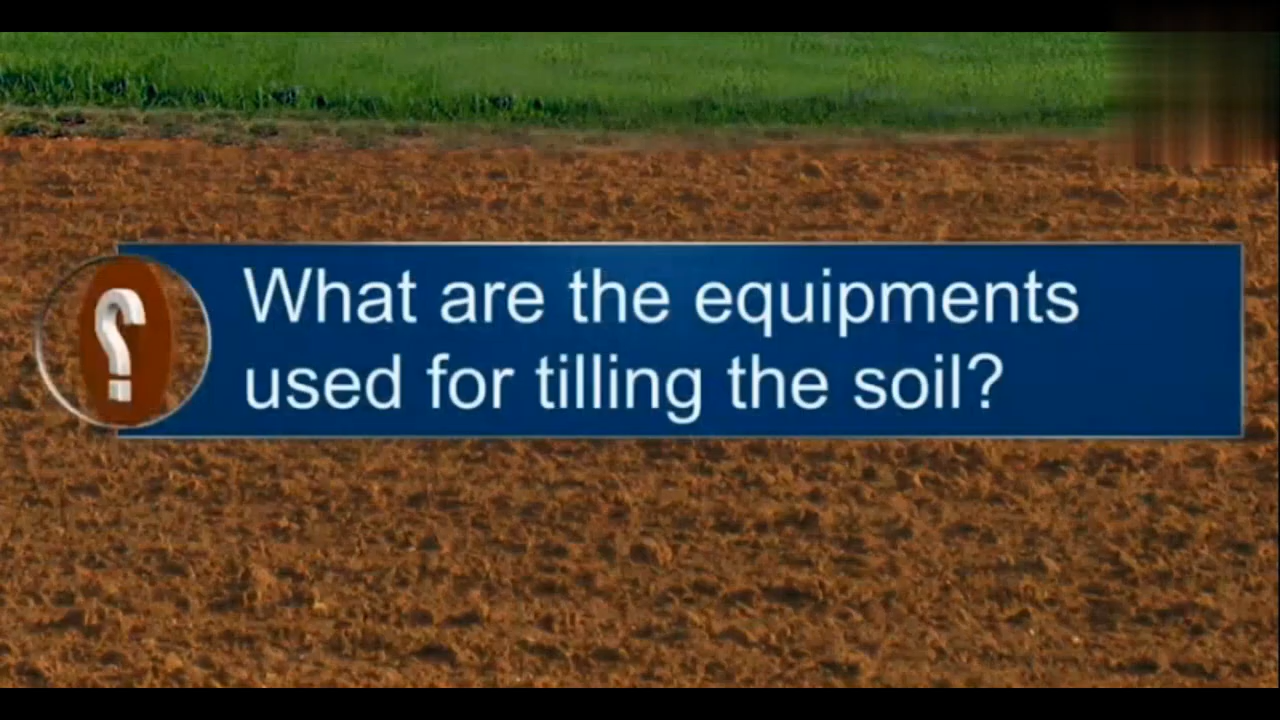 What are the equipments
used for tilling the soil?